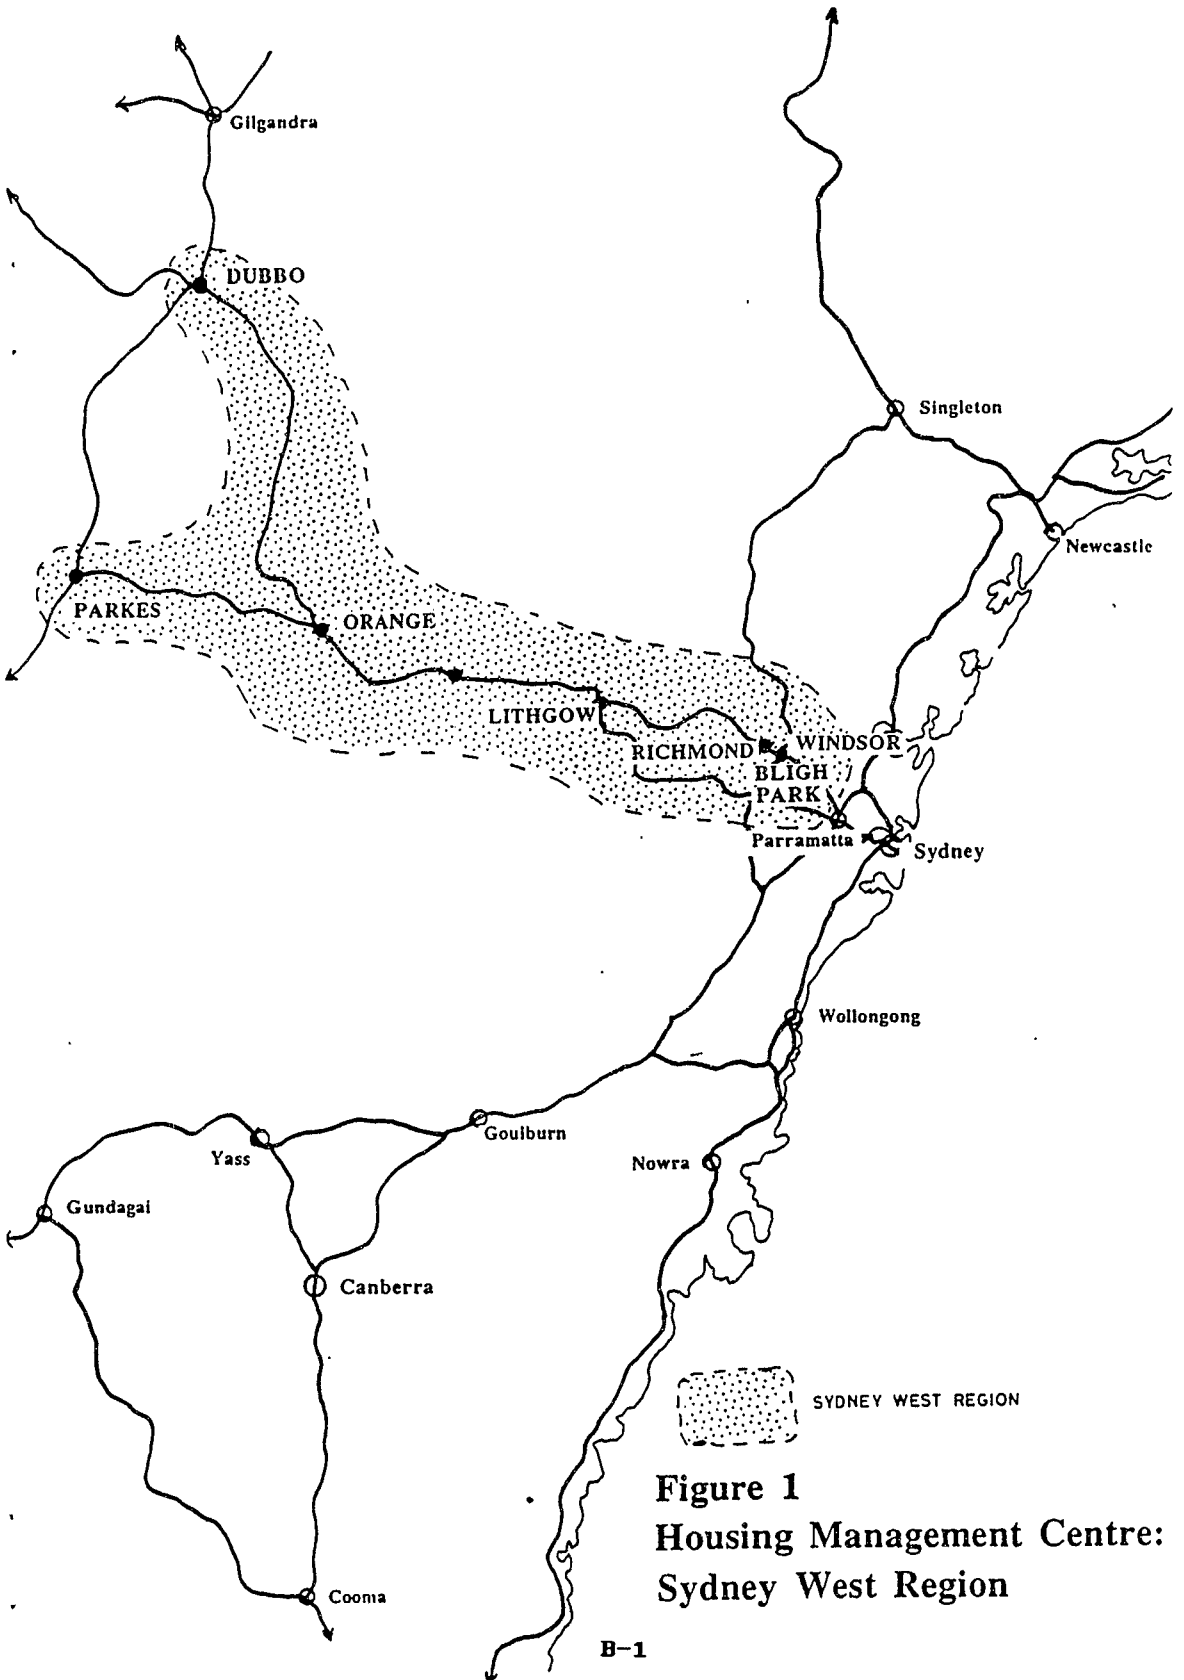 Gilgandra
DUBBO
Singleton
Newcastle
PARKES
ORANGE
LITHGOW
RICHMOND
WINDSOR
BLIGH
PARK
Parramatta
Sydney
Wollongong
Goulburn
Yass
Nowra
Gundagai
Canberra
SYDNEY WEST REGION
Figure 1
Housing Management Centre:
Sydney West Region
Cooma
B-1